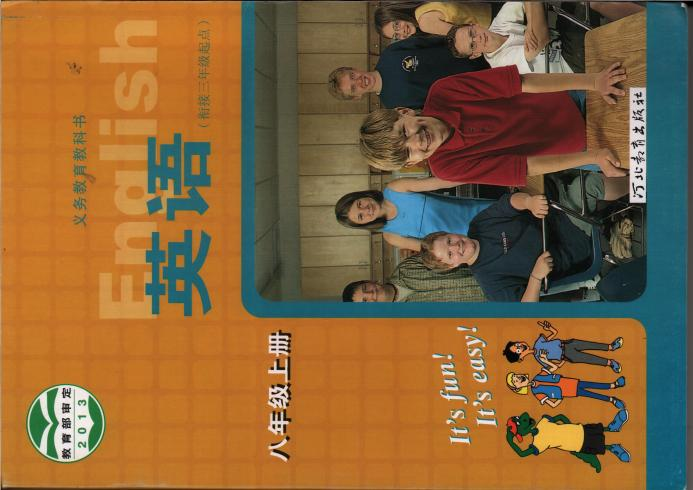 义务教育教科书
English
英语
(衔接三年级起点)
八年级上册
It's fun!
It's easy!
教育部审定
2013
河北教育出版社